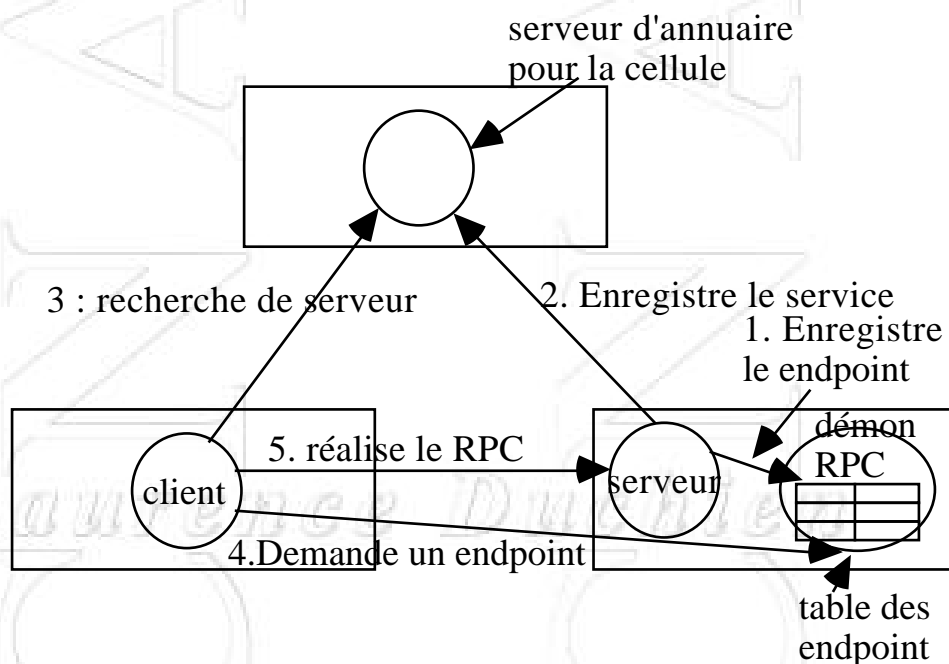 serveur d'annuaire
pour la cellule
3 : recherche de serveur
2. Enregistre le service
1. Enregistre
le endpoint
démon
RPC
5. réalise le RPC
client
serveur
4.Demande un endpoint
table des
endpoint